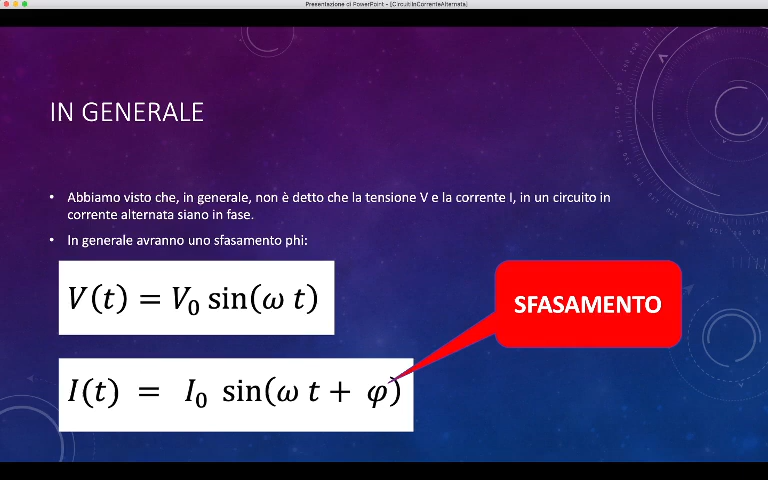 Presentazione di PowerPoint - [CircuitiInCorrenteAlternata]
IN GENERALE
• Abbiamo visto che, in generale, non è detto che la tensione V e la corrente I, in un circuito in
corrente alternata siano in fase.
• In generale avranno uno sfasamento phi:
V(t) = V₀ sin(ω t)
SFASAMENTO
I(t) = I₀ sin(ω t + φ)